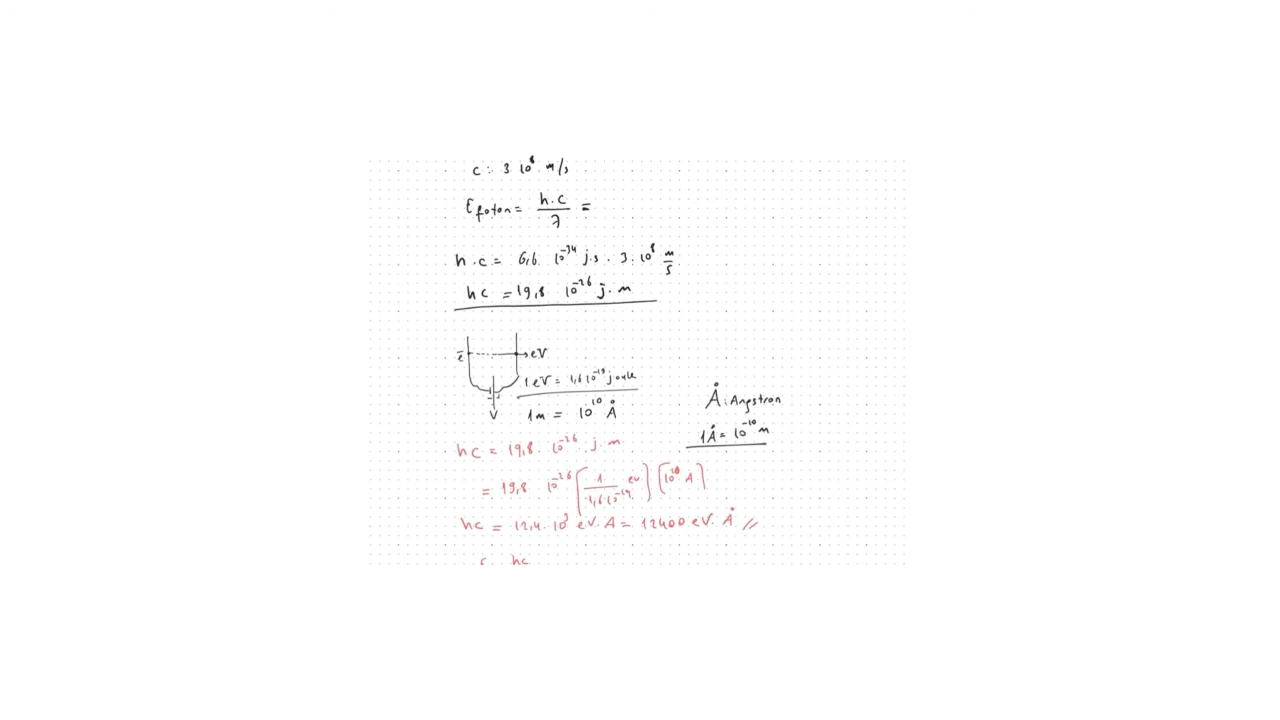 c : 3 10⁸ m/s
Efoton = h.c / λ =
h.c = 6,6 10⁻³⁴ j.s . 3.10⁸ m/s
hc = 19,8 10⁻²⁶ j.m
e⁻ → eV
1 eV = 1,6 10⁻¹⁹ joule
V
1m = 10¹⁰ Å
Å : Angstron
1Å = 10⁻¹⁰ m
hc = 19,8 . 10⁻²⁶ j.m
= 19,8 10⁻²⁶ [1 / 1,6 10⁻¹⁹ eV] [10¹⁰ A]
hc = 12,4.10³ eV.A = 12400 eV.Å //
hc